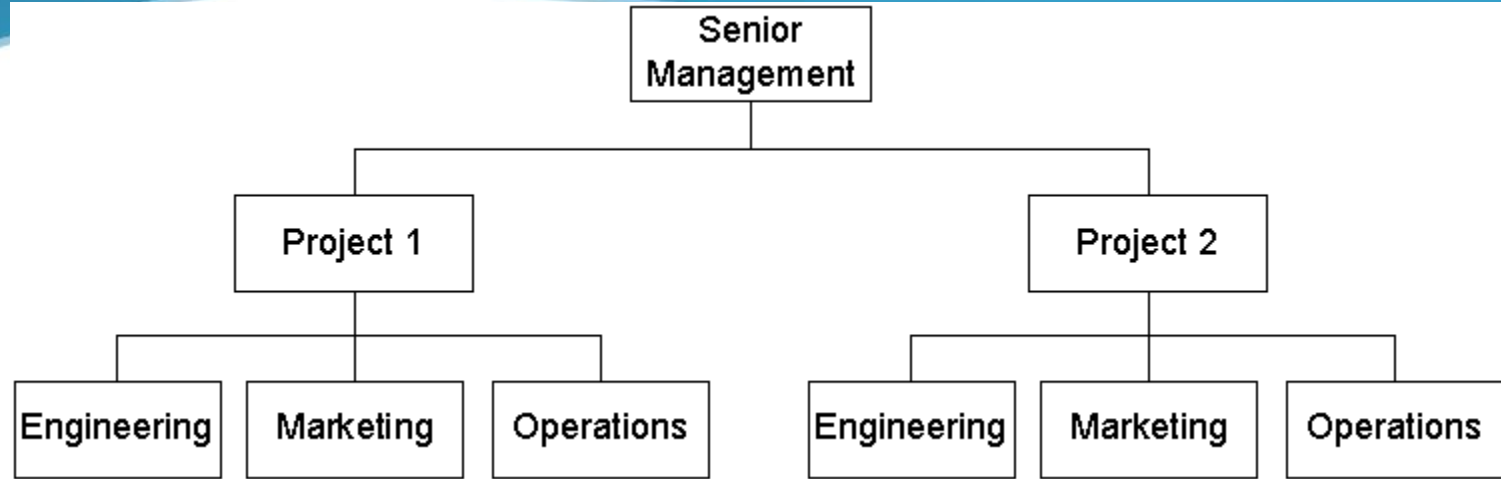 Senior
Management
Project 1
Project 2
Engineering
Marketing
Operations
Engineering
Marketing
Operations